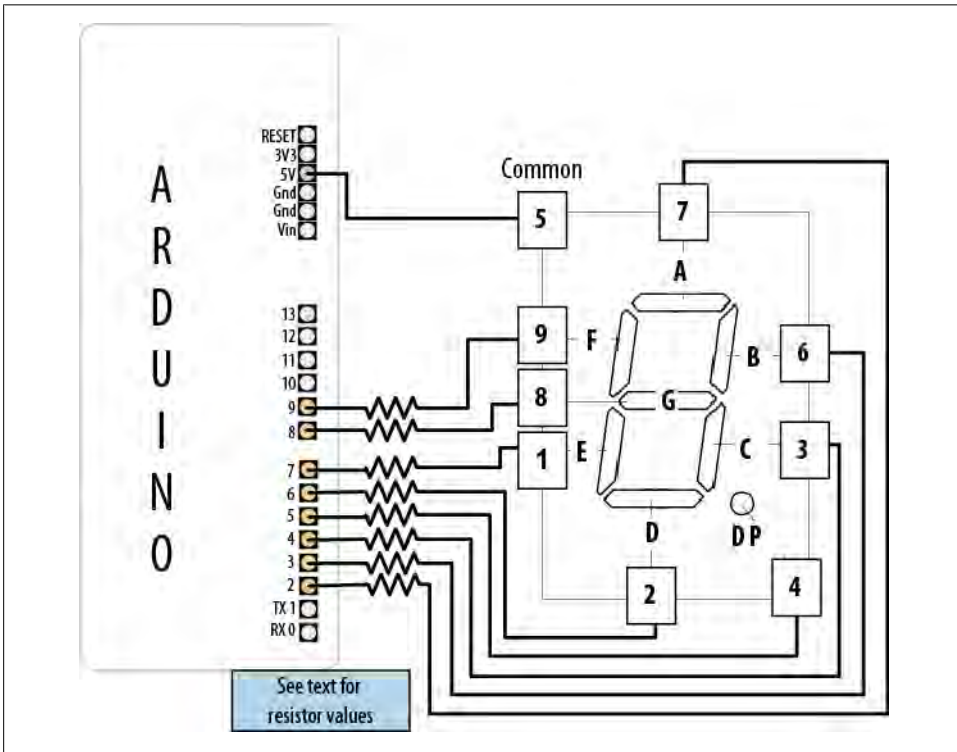 ARDUINO
RESET
3V3
5V
Gnd
Gnd
Vin
13
12
11
10
9
8
7
6
5
4
3
2
TX 1
RX 0
Common
5
7
A
9
F
B
6
8
G
1
E
C
3
D
D P
2
4
See text for
resistor values